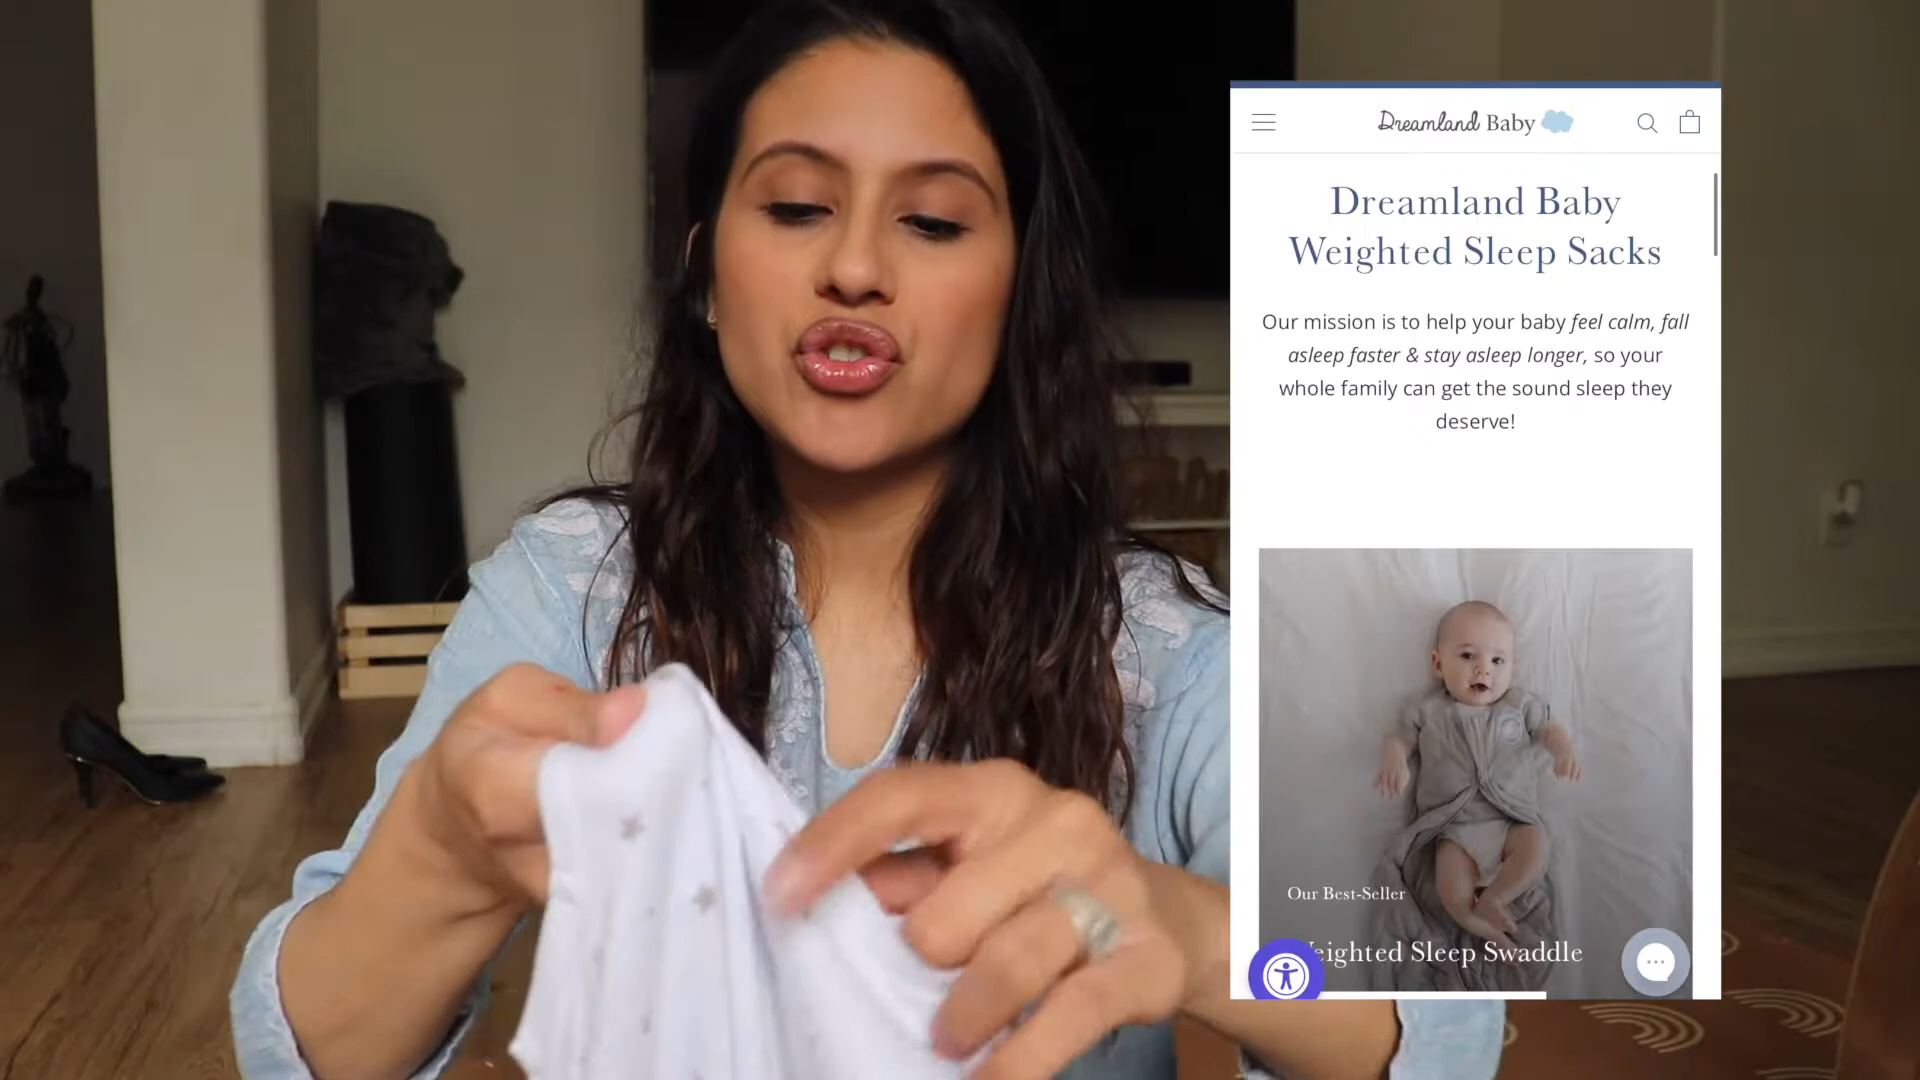 Dreamland Baby
Dreamland Baby
Weighted Sleep Sacks
Our mission is to help your baby feel calm, fall
asleep faster & stay asleep longer, so your
whole family can get the sound sleep they
deserve!
Our Best-Seller
Weighted Sleep Swaddle